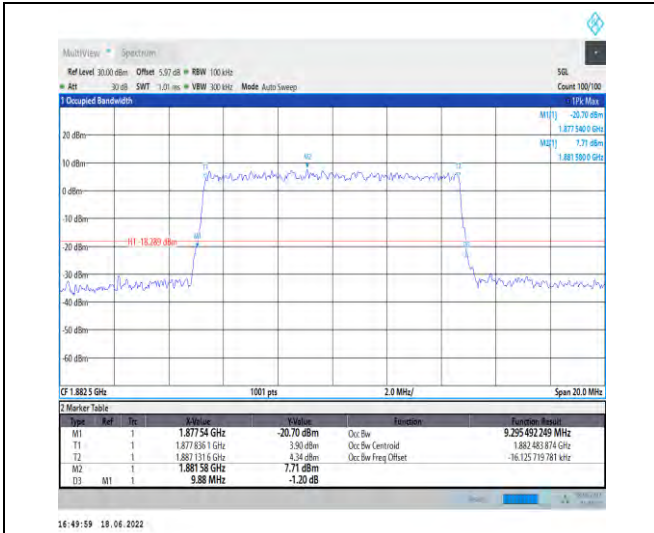 MultiView Spectrum
Ref Level 30.00 dBm Offset 5.97 dB RBW 100 kHz SGL
Att 30 dB SWT 1.01 ms VBW 300 kHz Mode Auto Sweep Count 100/100
1 Occupied Bandwidth 1Pk Max
M1[1] -20.70 dBm
1.877 540 0 GHz
M2[1] 7.71 dBm
1.881 580 0 GHz
20 dBm
10 dBm
0 dBm
-10 dBm
-20 dBm
-30 dBm
-40 dBm
-50 dBm
-60 dBm
T1
M2
T2
M1
H1 -18.289 dBm
CF 1.882 5 GHz 1001 pts 2.0 MHz/ Span 20.0 MHz
2 Marker Table
Type Ref Trc X-Value Y-Value Function Function Result
M1 1 1.877 54 GHz -20.70 dBm Occ Bw 9.295 492 249 MHz
T1 1 1.877 836 1 GHz 3.90 dBm Occ Bw Centroid 1.882 483 874 GHz
T2 1 1.887 131 6 GHz 4.34 dBm Occ Bw Freq Offset -16.125 719 781 kHz
M2 1 1.881 58 GHz 7.71 dBm
D3 M1 1 9.88 MHz -1.20 dB
16:49:59 18.06.2022